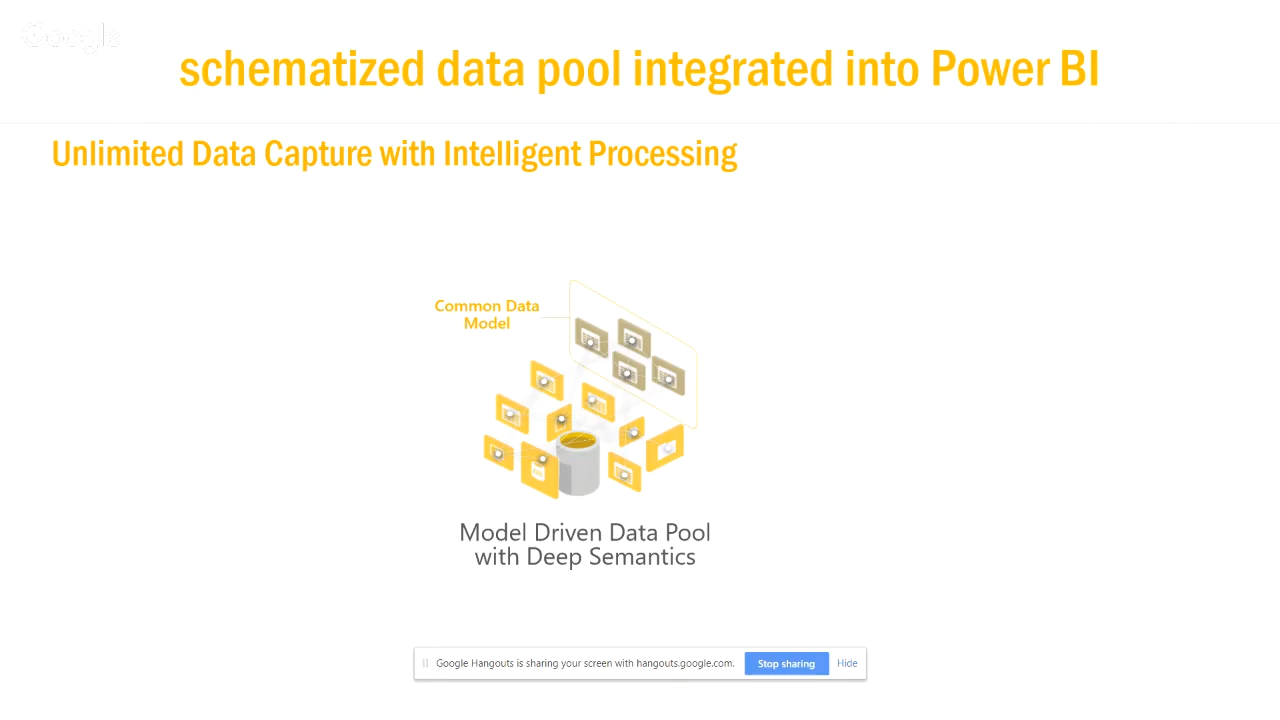 Google
schematized data pool integrated into Power BI
Unlimited Data Capture with Intelligent Processing
Common Data
Model
Model Driven Data Pool
with Deep Semantics
Google Hangouts is sharing your screen with hangouts.google.com. Stop sharing Hide